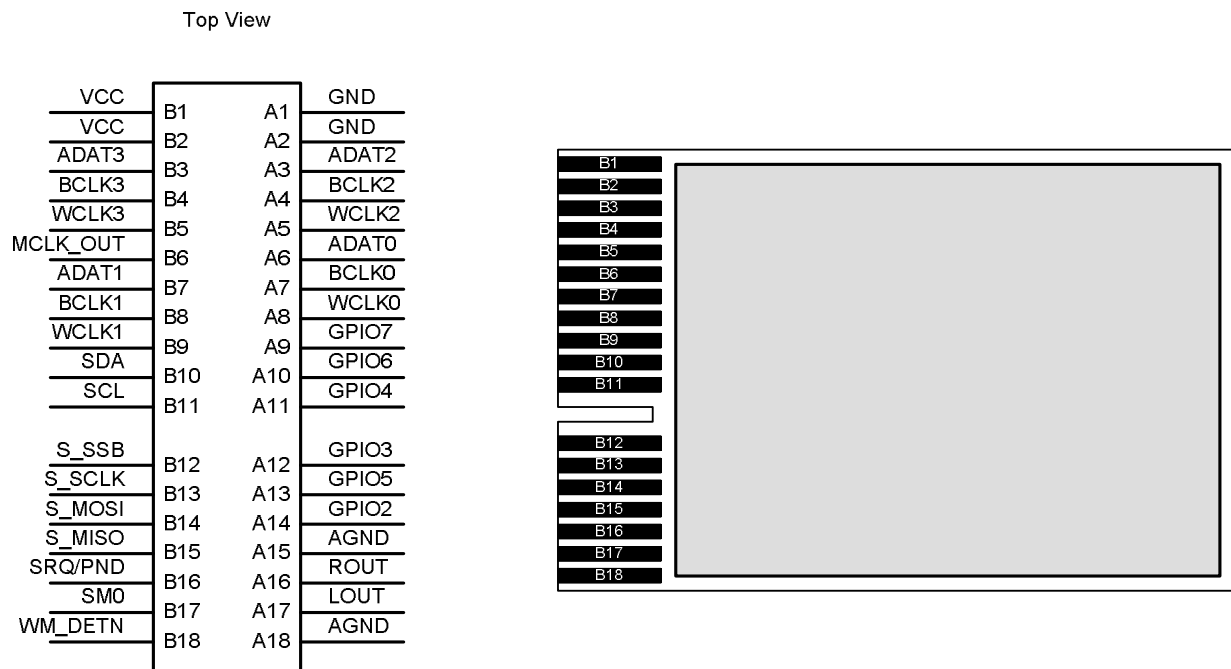 Top View
VCC B1 A1 GND
VCC B2 A2 GND
ADAT3 B3 A3 ADAT2
BCLK3 B4 A4 BCLK2
WCLK3 B5 A5 WCLK2
MCLK_OUT B6 A6 ADAT0
ADAT1 B7 A7 BCLK0
BCLK1 B8 A8 WCLK0
WCLK1 B9 A9 GPIO7
SDA B10 A10 GPIO6
SCL B11 A11 GPIO4
S_SSB B12 A12 GPIO3
S_SCLK B13 A13 GPIO5
S_MOSI B14 A14 GPIO2
S_MISO B15 A15 AGND
SRQ/PND B16 A16 ROUT
SM0 B17 A17 LOUT
WM_DETN B18 A18 AGND
B1
B2
B3
B4
B5
B6
B7
B8
B9
B10
B11
B12
B13
B14
B15
B16
B17
B18